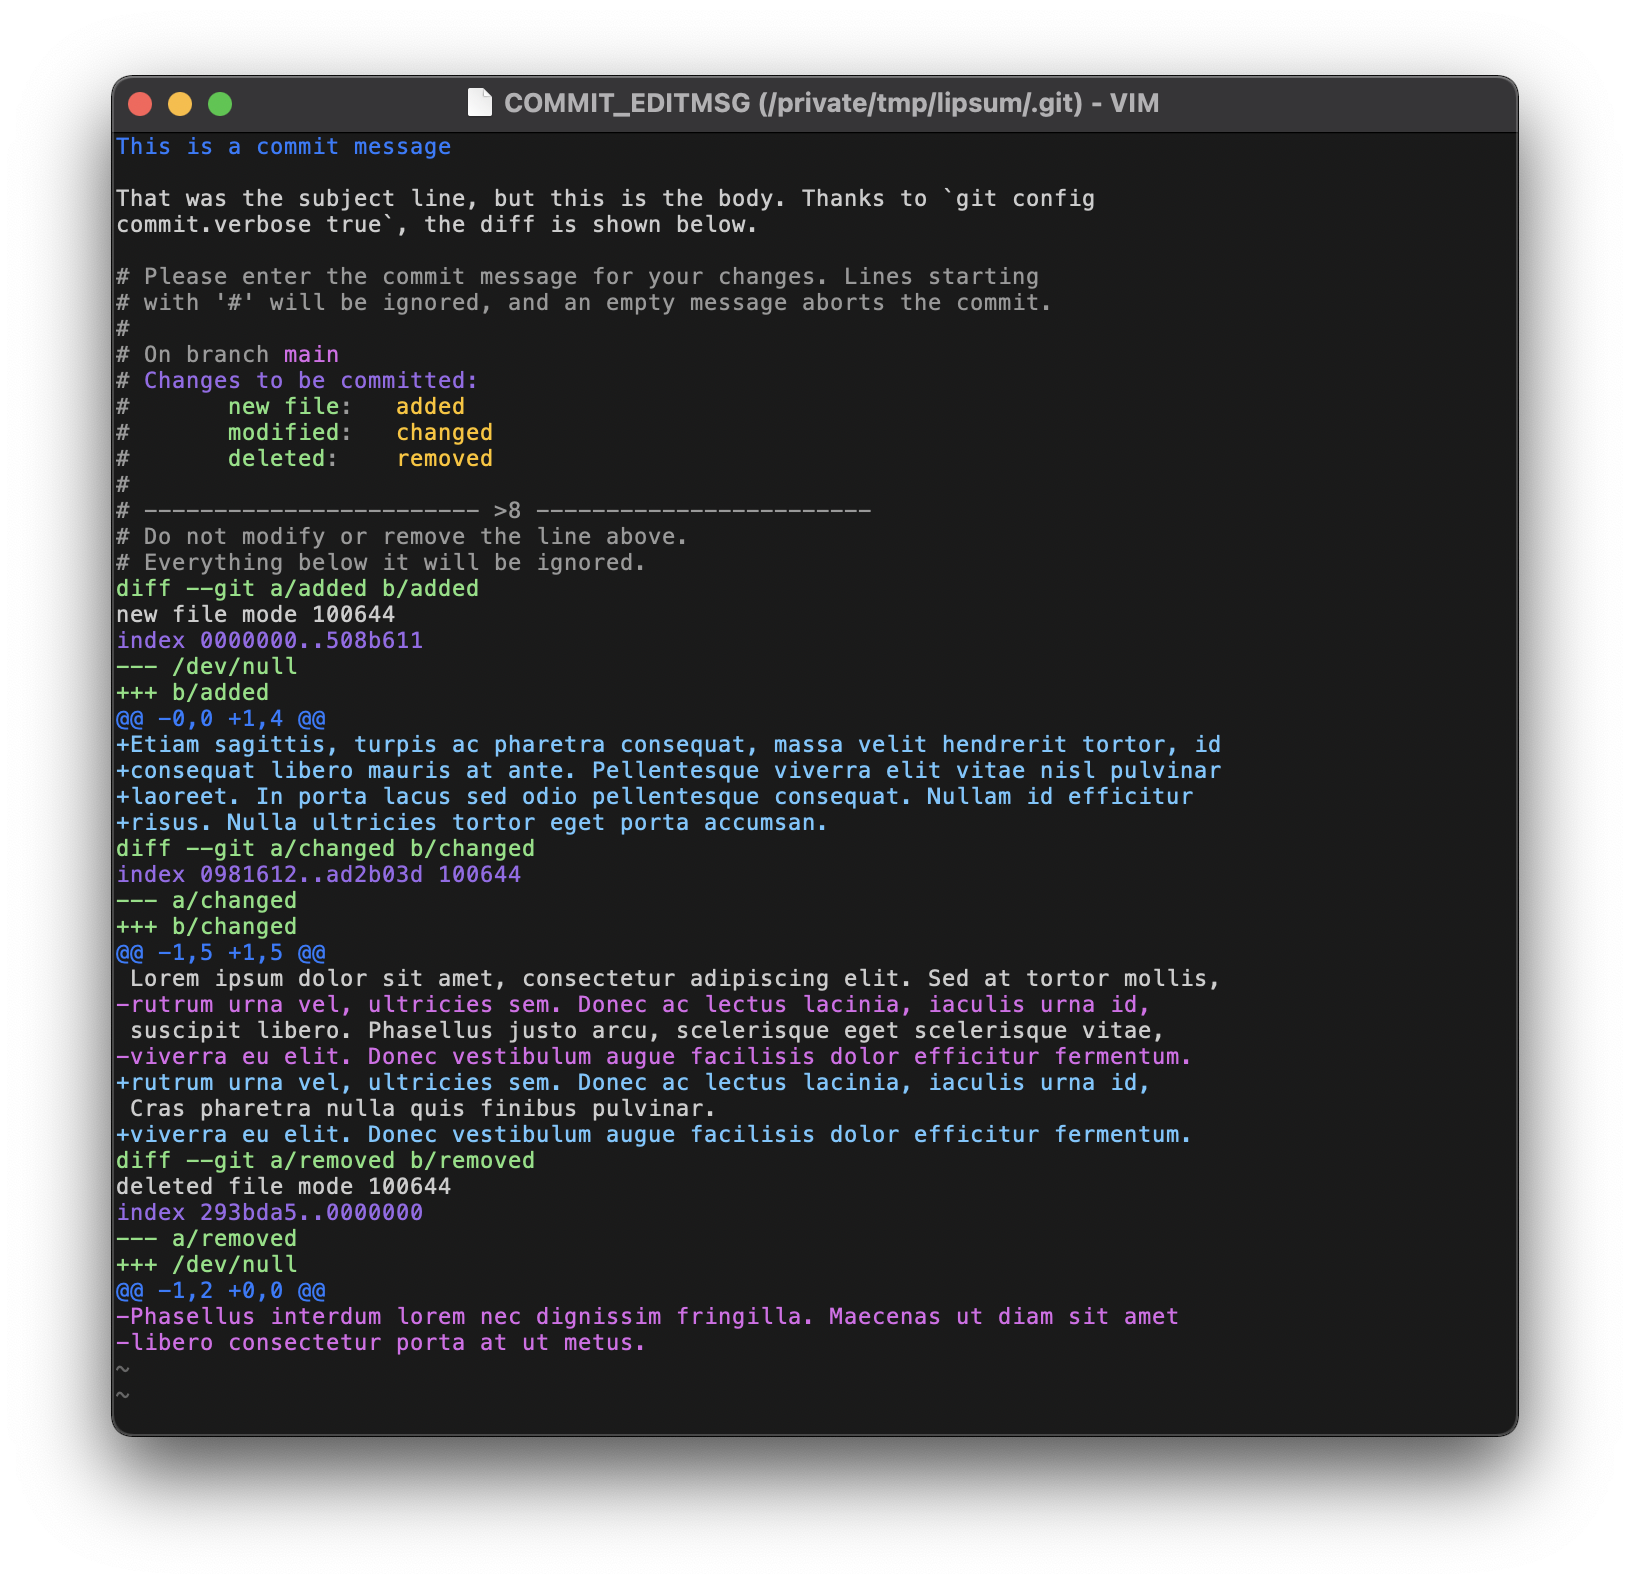 COMMIT_EDITMSG (/private/tmp/lipsum/.git) - VIM
This is a commit message

That was the subject line, but this is the body. Thanks to `git config
commit.verbose true`, the diff is shown below.

# Please enter the commit message for your changes. Lines starting
# with '#' will be ignored, and an empty message aborts the commit.
#
# On branch main
# Changes to be committed:
#       new file:   added
#       modified:   changed
#       deleted:    removed
#
# ------------------------ >8 ------------------------
# Do not modify or remove the line above.
# Everything below it will be ignored.
diff --git a/added b/added
new file mode 100644
index 0000000..508b611
--- /dev/null
+++ b/added
@@ -0,0 +1,4 @@
+Etiam sagittis, turpis ac pharetra consequat, massa velit hendrerit tortor, id
+consequat libero mauris at ante. Pellentesque viverra elit vitae nisl pulvinar
+laoreet. In porta lacus sed odio pellentesque consequat. Nullam id efficitur
+risus. Nulla ultricies tortor eget porta accumsan.
diff --git a/changed b/changed
index 0981612..ad2b03d 100644
--- a/changed
+++ b/changed
@@ -1,5 +1,5 @@
 Lorem ipsum dolor sit amet, consectetur adipiscing elit. Sed at tortor mollis,
-rutrum urna vel, ultricies sem. Donec ac lectus lacinia, iaculis urna id,
 suscipit libero. Phasellus justo arcu, scelerisque eget scelerisque vitae,
-viverra eu elit. Donec vestibulum augue facilisis dolor efficitur fermentum.
+rutrum urna vel, ultricies sem. Donec ac lectus lacinia, iaculis urna id,
 Cras pharetra nulla quis finibus pulvinar.
+viverra eu elit. Donec vestibulum augue facilisis dolor efficitur fermentum.
diff --git a/removed b/removed
deleted file mode 100644
index 293bda5..0000000
--- a/removed
+++ /dev/null
@@ -1,2 +0,0 @@
-Phasellus interdum lorem nec dignissim fringilla. Maecenas ut diam sit amet
-libero consectetur porta at ut metus.
~
~